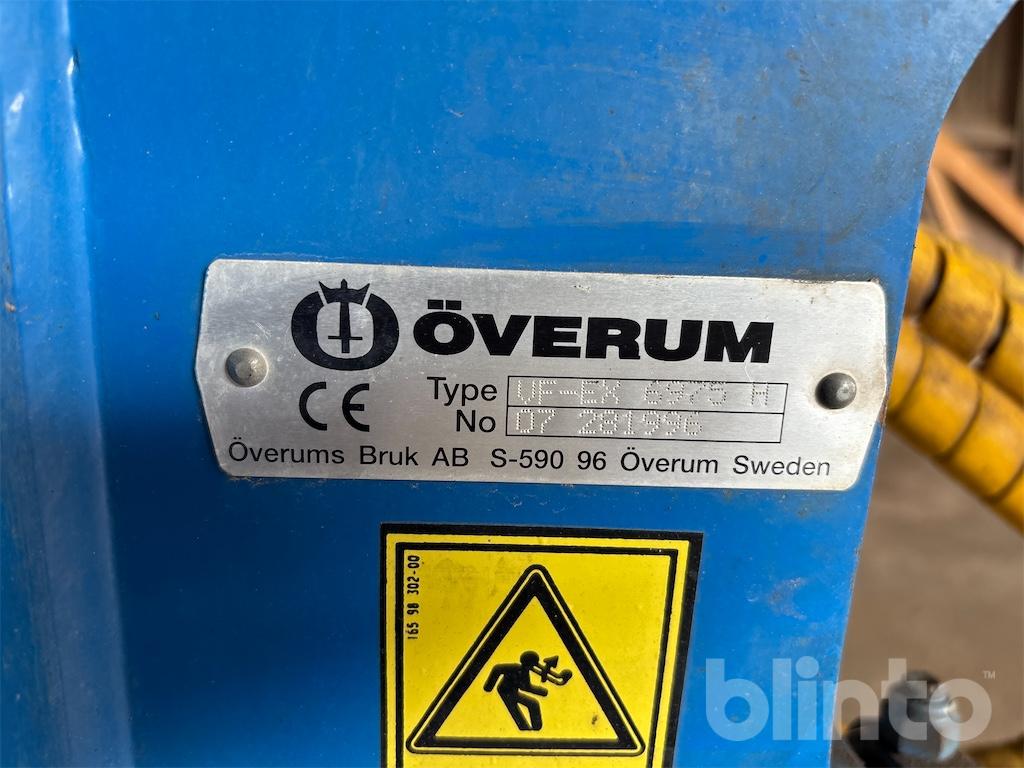 ÖVERUM
CE
Type VF-EX 6975 H
No 07 281996
Överums Bruk AB S-590 96 Överum Sweden
165 98 302-00
blinto™